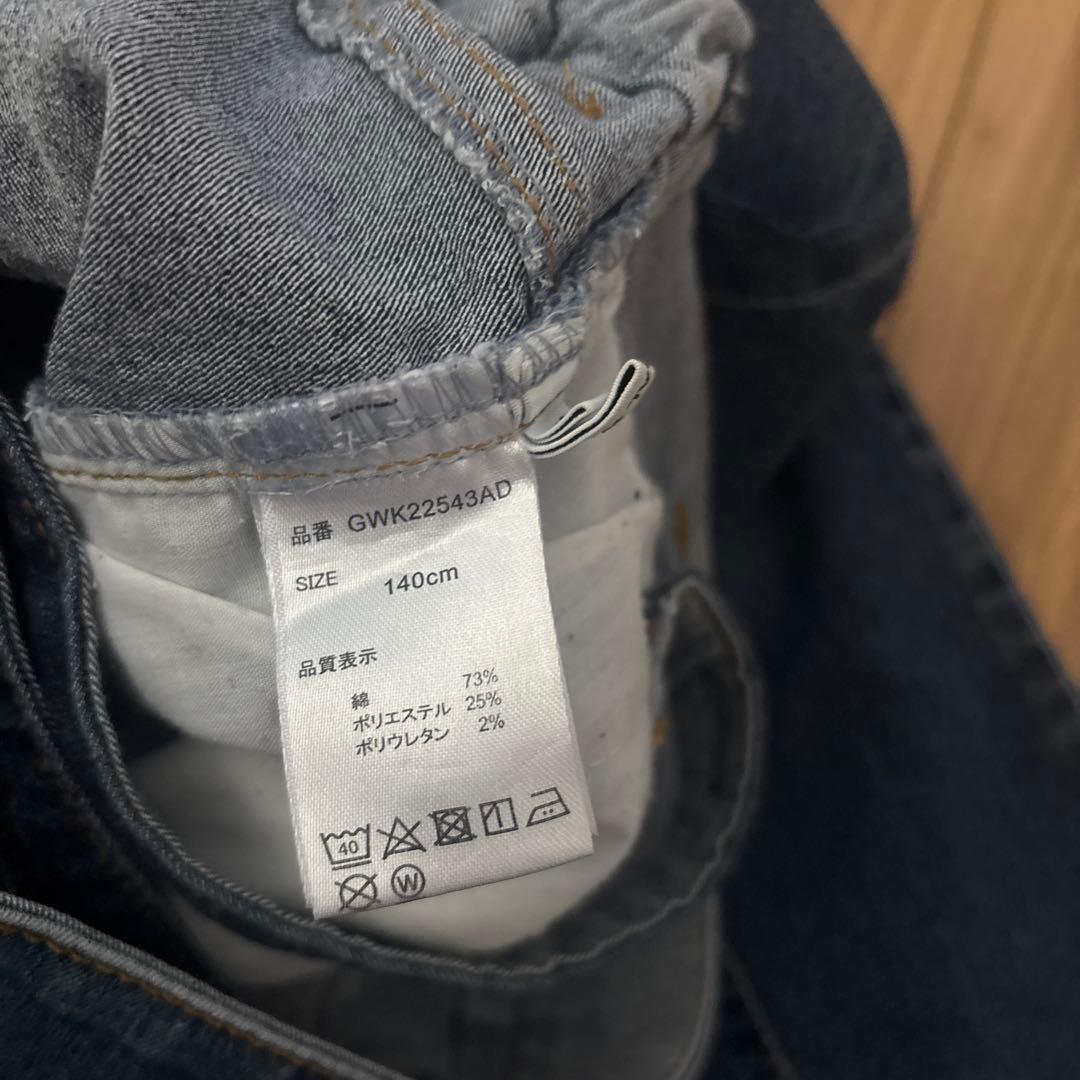 品番 GWK22543AD
SIZE 140cm
品質表示
綿 73%
ポリエステル 25%
ポリウレタン 2%
40
W